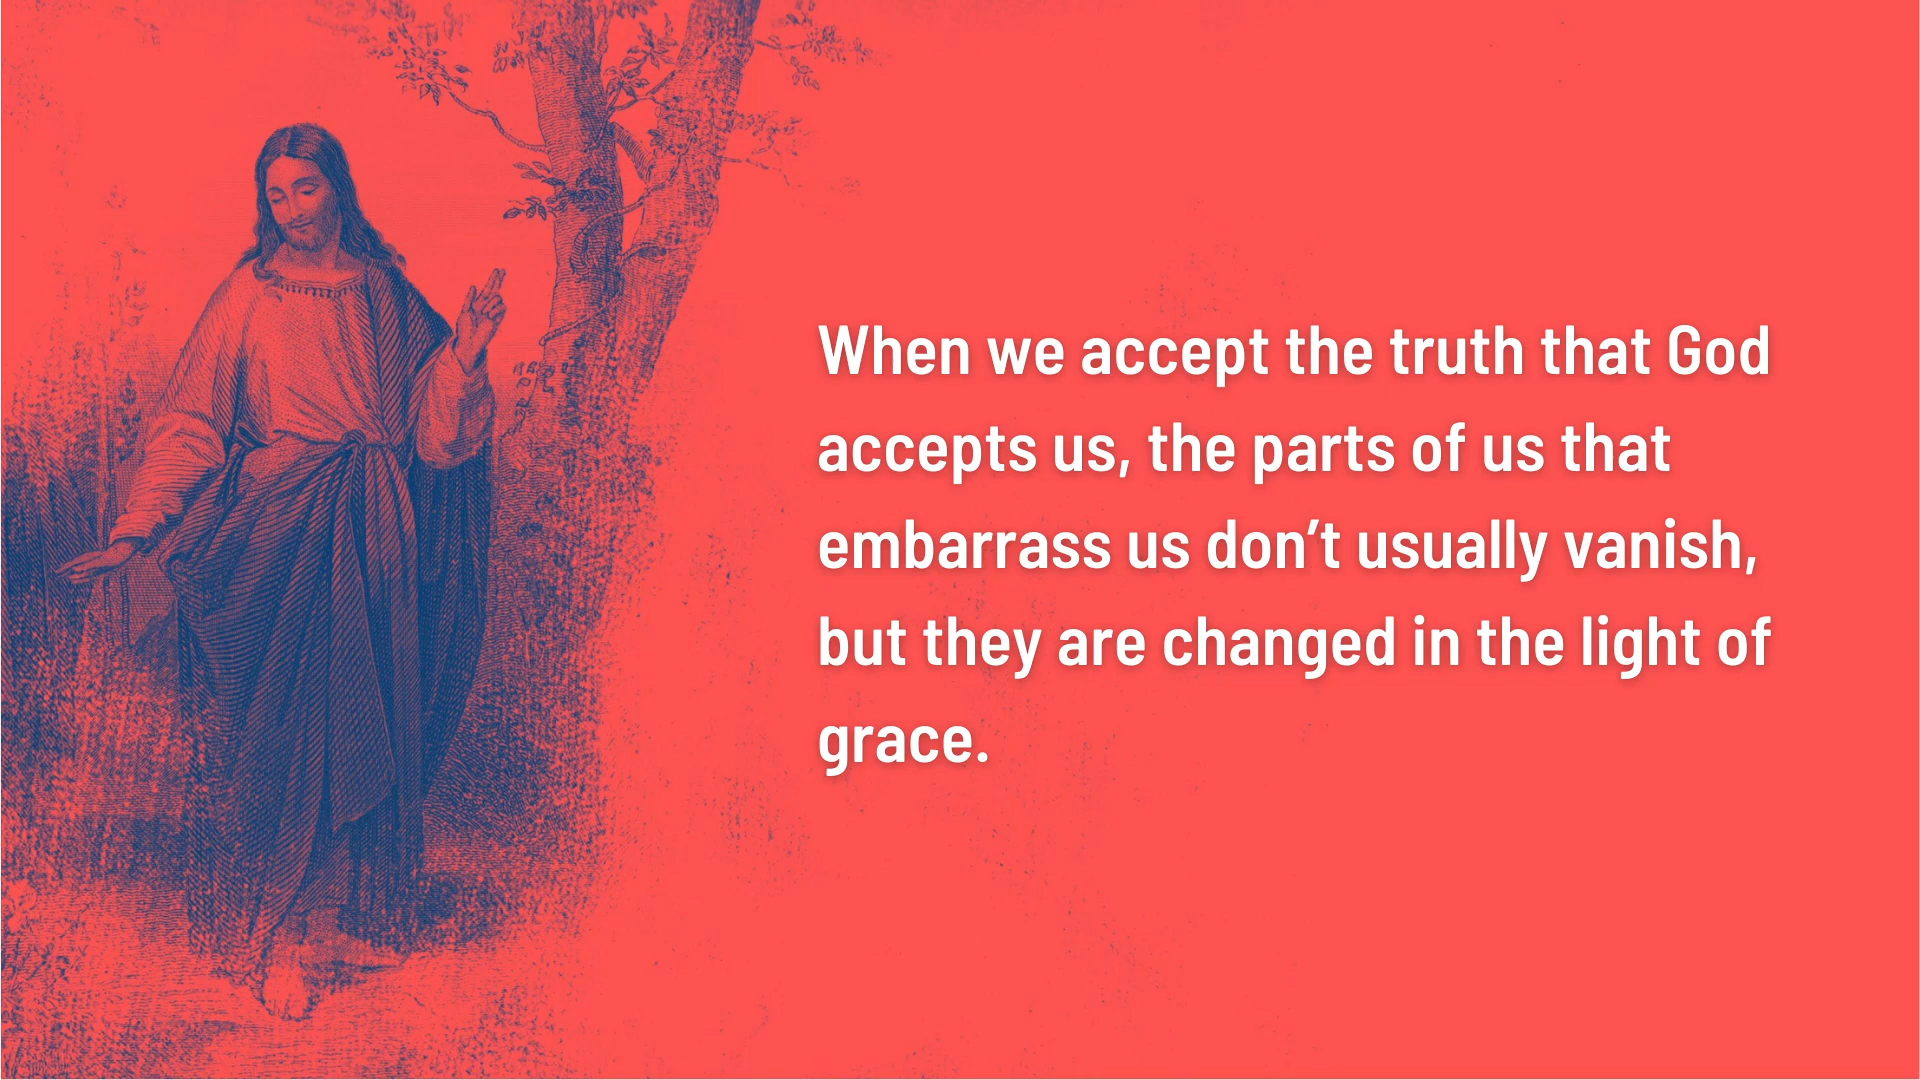 When we accept the truth that God
accepts us, the parts of us that
embarrass us don’t usually vanish,
but they are changed in the light of
grace.